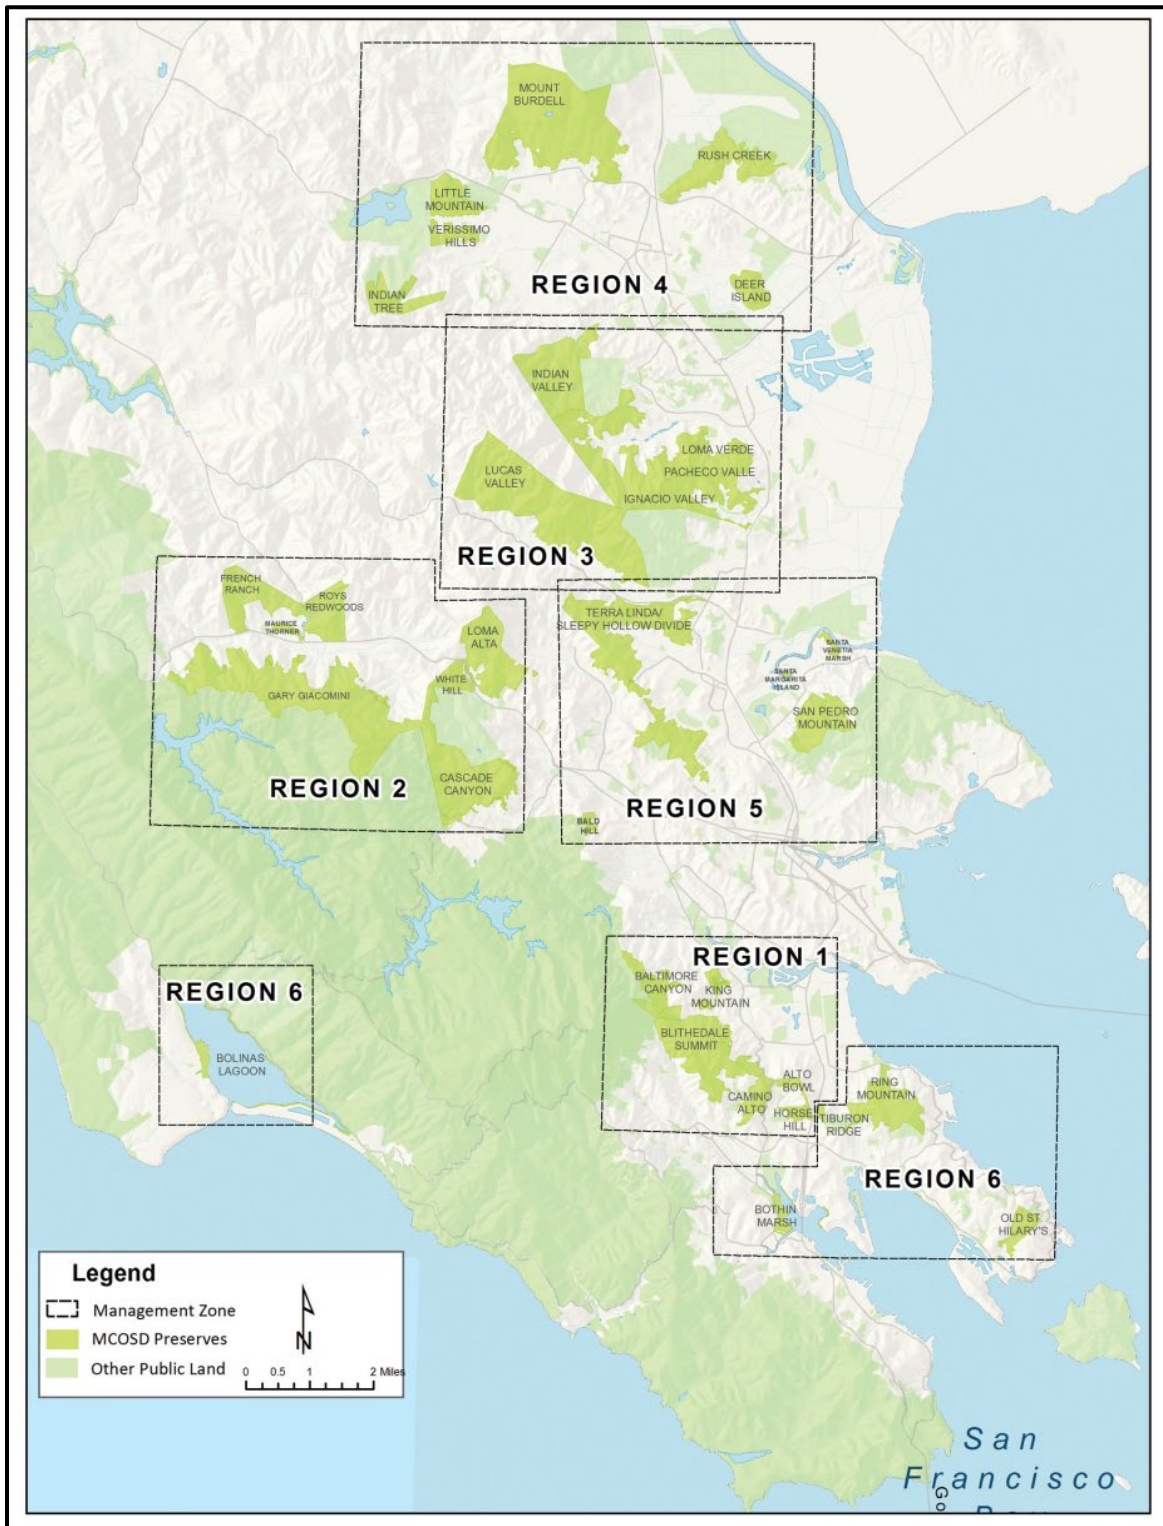 MOUNT
BURDELL
RUSH CREEK
LITTLE
MOUNTAIN
VERISSIMO
HILLS
REGION 4
INDIAN
TREE
DEER
ISLAND
INDIAN
VALLEY
LOMA VERDE
PACHECO VALLE
LUCAS
VALLEY
IGNACIO VALLEY
REGION 3
FRENCH
RANCH
ROYS
REDWOODS
MAURICE
THORNER
LOMA
ALTA
WHITE
HILL
GARY GIACOMINI
REGION 2
CASCADE
CANYON
TERRA LINDA/
SLEEPY HOLLOW DIVIDE
SANTA
VENETIA
MARSH
SANTA
MARGARITA
ISLAND
SAN PEDRO
MOUNTAIN
REGION 5
BALD
HILL
REGION 1
BALTIMORE
CANYON
KING
MOUNTAIN
BLITHEDALE
SUMMIT
ALTO
BOWL
CAMINO
ALTO
HORSE
HILL
REGION 6
BOLINAS
LAGOON
RING
MOUNTAIN
TIBURON
RIDGE
REGION 6
BOTHIN
MARSH
OLD ST
HILARY'S
Legend
Management Zone
MCOSD Preserves
Other Public Land
N
0 0.5 1 2 Miles
San
Francisco
Go